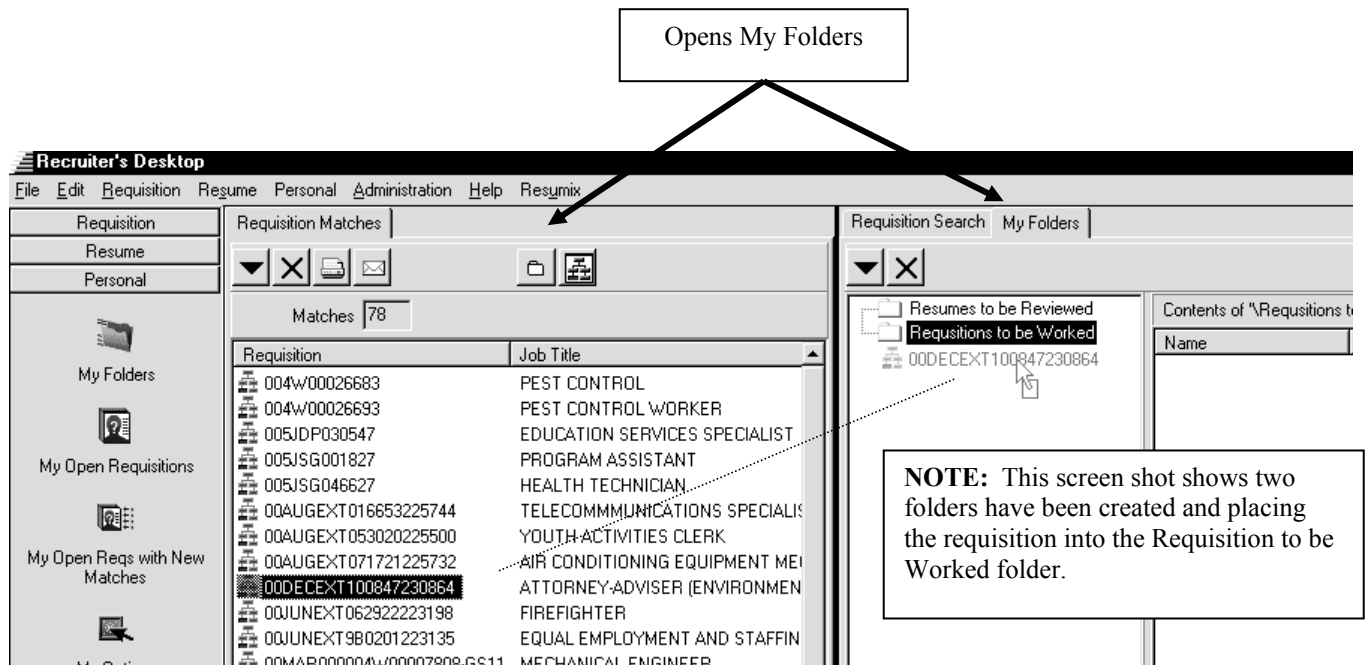 Opens My Folders
Recruiter's Desktop
File Edit Requisition Resume Personal Administration Help Resumix
Requisition
Resume
Personal
My Folders
My Open Requisitions
My Open Reqs with New
Matches
Requisition Matches
Matches 78
Requisition Job Title
004W00026683 PEST CONTROL
004W00026693 PEST CONTROL WORKER
005JDP030547 EDUCATION SERVICES SPECIALIST
005JSG001827 PROGRAM ASSISTANT
005JSG046627 HEALTH TECHNICIAN
00AUGEXT016653225744 TELECOMMMUNICATIONS SPECIALIS
00AUGEXT053020225500 YOUTH ACTIVITIES CLERK
00AUGEXT071721225732 AIR CONDITIONING EQUIPMENT ME
00DECEXT100847230864 ATTORNEY-ADVISER (ENVIRONMEN
00JUNEXT062922223198 FIREFIGHTER
00JUNEXT9B0201223135 EQUAL EMPLOYMENT AND STAFFIN
00MAR000004W00007808-GS11 MECHANICAL ENGINEER
Requisition Search My Folders
Resumes to be Reviewed
Requsitions to be Worked
00DECEXT100847230864
Contents of "\Requsitions t
Name
NOTE: This screen shot shows two
folders have been created and placing
the requisition into the Requisition to be
Worked folder.